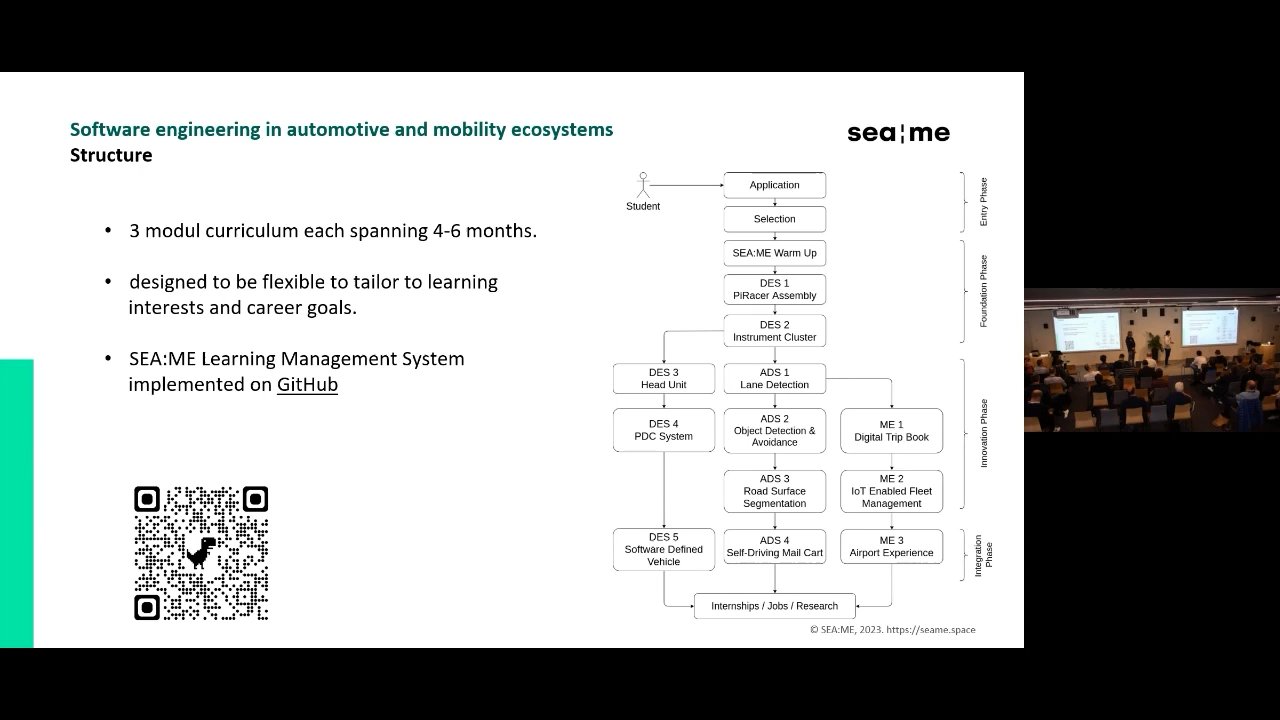 Software engineering in automotive and mobility ecosystems
Structure
sea¦me
• 3 modul curriculum each spanning 4-6 months.
• designed to be flexible to tailor to learning
interests and career goals.
• SEA:ME Learning Management System
implemented on GitHub
Student
Application
Selection
SEA:ME Warm Up
DES 1
PiRacer Assembly
DES 2
Instrument Cluster
DES 3
Head Unit
ADS 1
Lane Detection
DES 4
PDC System
ADS 2
Object Detection &
Avoidance
ME 1
Digital Trip Book
ADS 3
Road Surface
Segmentation
ME 2
IoT Enabled Fleet
Management
DES 5
Software Defined
Vehicle
ADS 4
Self-Driving Mail Cart
ME 3
Airport Experience
Internships / Jobs / Research
Entry Phase
Foundation Phase
Innovation Phase
Integration
Phase
© SEA:ME, 2023. https://seame.space